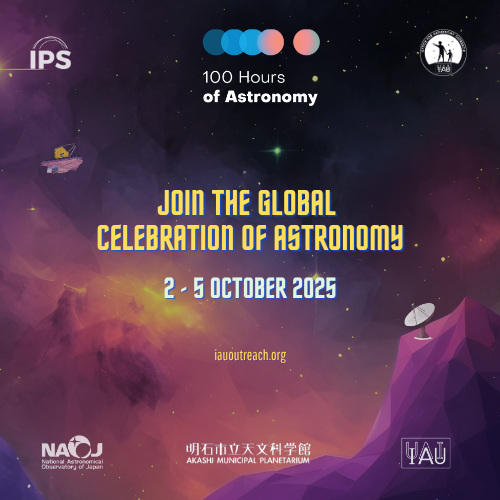 IPS
100 Hours
of Astronomy
IAU
JOIN THE GLOBAL
CELEBRATION OF ASTRONOMY
2 - 5 OCTOBER 2025
iauoutreach.org
NAOJ
National Astronomical
Observatory of Japan
明石市立天文科学館
AKASHI MUNICIPAL PLANETARIUM
IAU